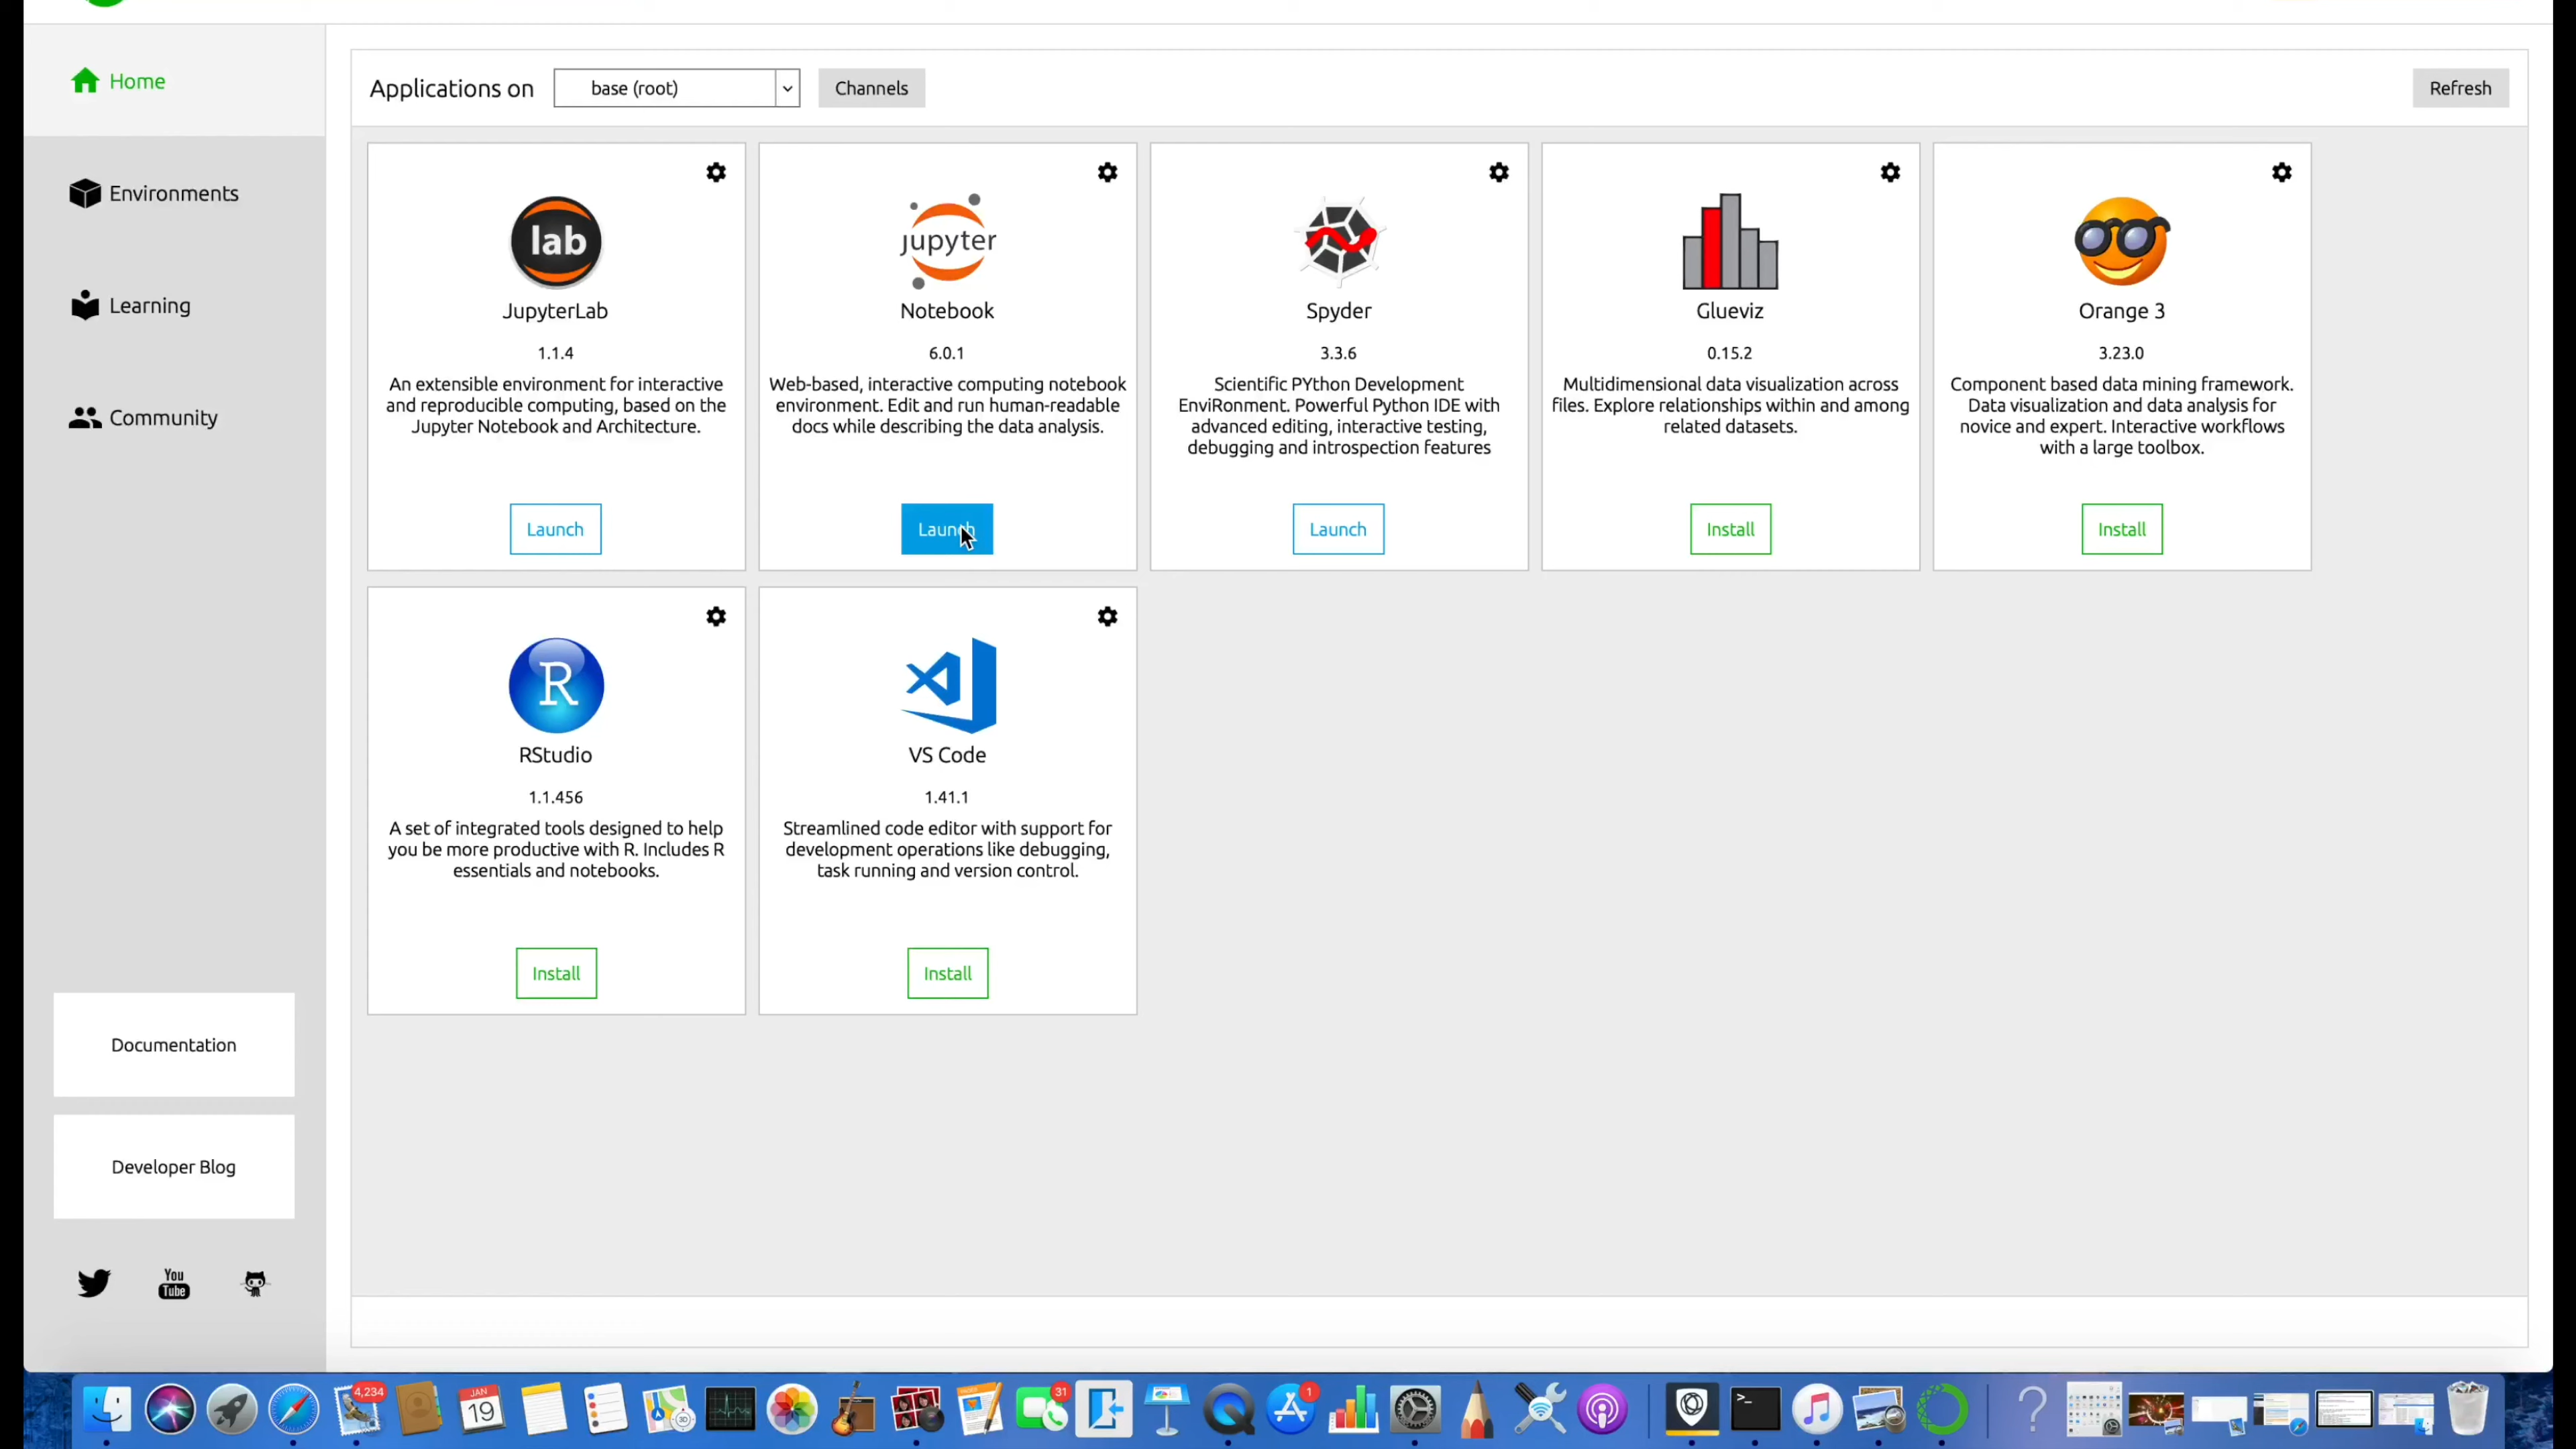 Home
Environments
Learning
Community
Documentation
Developer Blog
You
Tube
Applications on
base (root)
Channels
Refresh
lab
JupyterLab
1.1.4
An extensible environment for interactive
and reproducible computing, based on the
Jupyter Notebook and Architecture.
Launch
jupyter
Notebook
6.0.1
Web-based, interactive computing notebook
environment. Edit and run human-readable
docs while describing the data analysis.
Launch
Spyder
3.3.6
Scientific PYthon Development
EnviRonment. Powerful Python IDE with
advanced editing, interactive testing,
debugging and introspection features
Launch
Glueviz
0.15.2
Multidimensional data visualization across
files. Explore relationships within and among
related datasets.
Install
Orange 3
3.23.0
Component based data mining framework.
Data visualization and data analysis for
novice and expert. Interactive workflows
with a large toolbox.
Install
R
RStudio
1.1.456
A set of integrated tools designed to help
you be more productive with R. Includes R
essentials and notebooks.
Install
VS Code
1.41.1
Streamlined code editor with support for
development operations like debugging,
task running and version control.
Install
4,234
JAN
19
3D
31
1